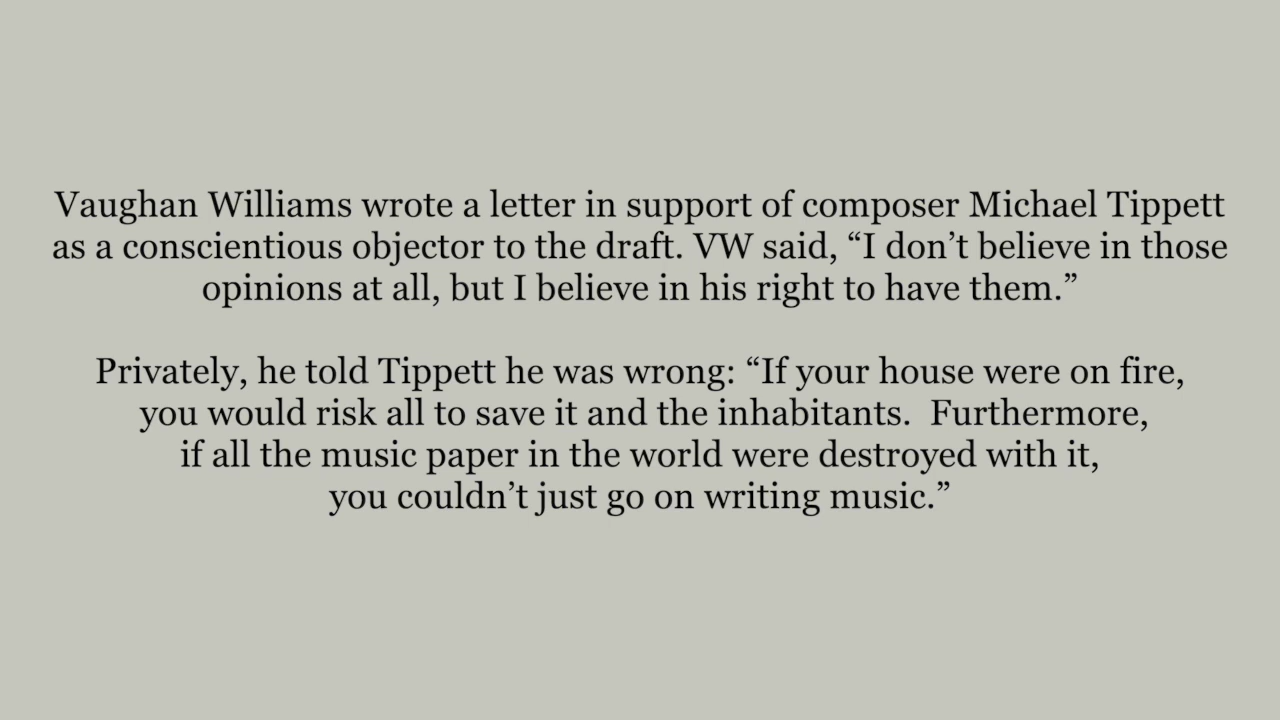 Vaughan Williams wrote a letter in support of composer Michael Tippett
as a conscientious objector to the draft. VW said, “I don’t believe in those
opinions at all, but I believe in his right to have them.”
Privately, he told Tippett he was wrong: “If your house were on fire,
you would risk all to save it and the inhabitants.  Furthermore,
if all the music paper in the world were destroyed with it,
you couldn’t just go on writing music.”